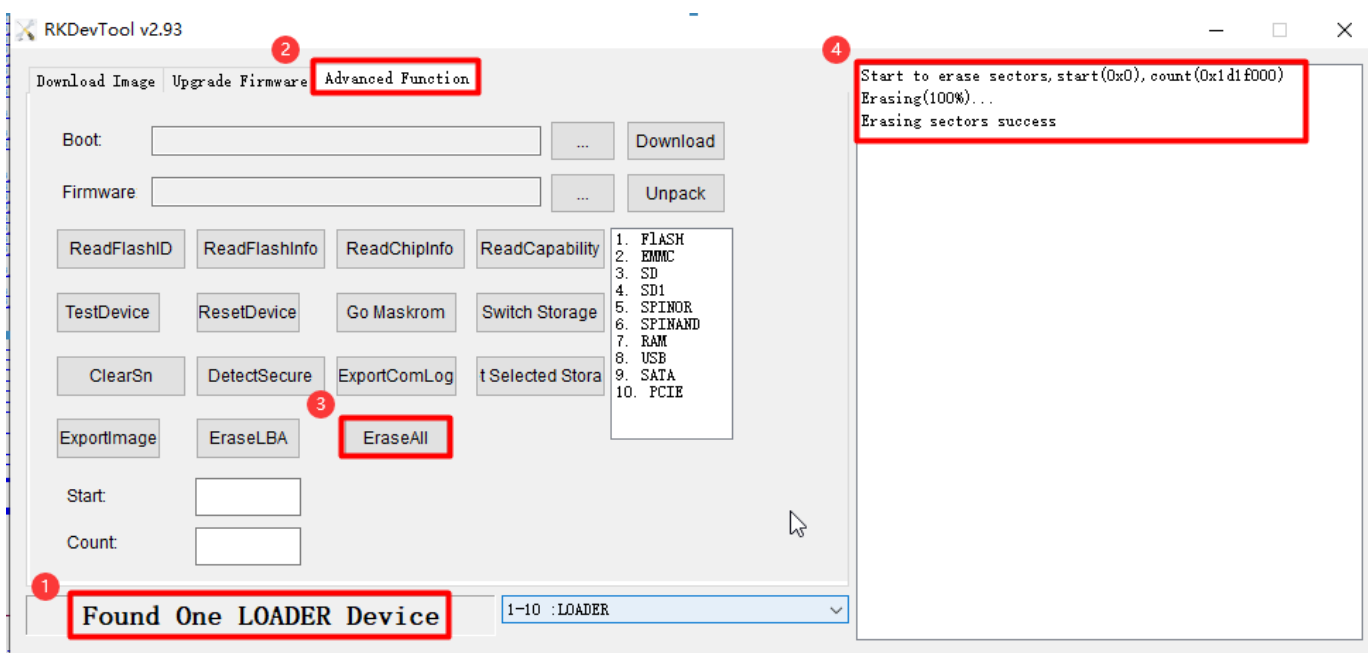 RKDevTool v2.93
2
4
Download Image Upgrade Firmware Advanced Function
Boot: ... Download
Firmware ... Unpack
ReadFlashID ReadFlashInfo ReadChipInfo ReadCapability
TestDevice ResetDevice Go Maskrom Switch Storage
ClearSn DetectSecure ExportComLog t Selected Stora
3
ExportImage EraseLBA EraseAll
1. FlASH
2. EMMC
3. SD
4. SD1
5. SPINOR
6. SPINAND
7. RAM
8. USB
9. SATA
10. PCIE
Start:
Count:
1
Found One LOADER Device
1-10 :LOADER
Start to erase sectors,start(0x0),count(0x1d1f000)
Erasing(100%)...
Erasing sectors success